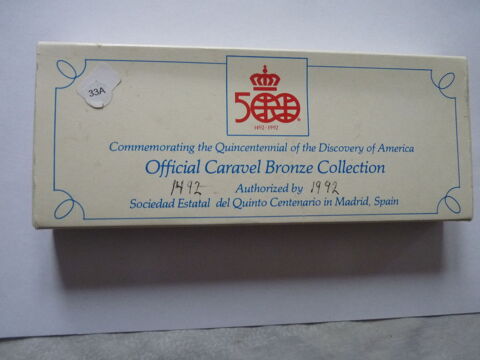 33A
500
1492-1992
Commemorating the Quincentennial of the Discovery of America
Official Caravel Bronze Collection
1492 Authorized by 1992
Sociedad Estatal del Quinto Centenario in Madrid, Spain